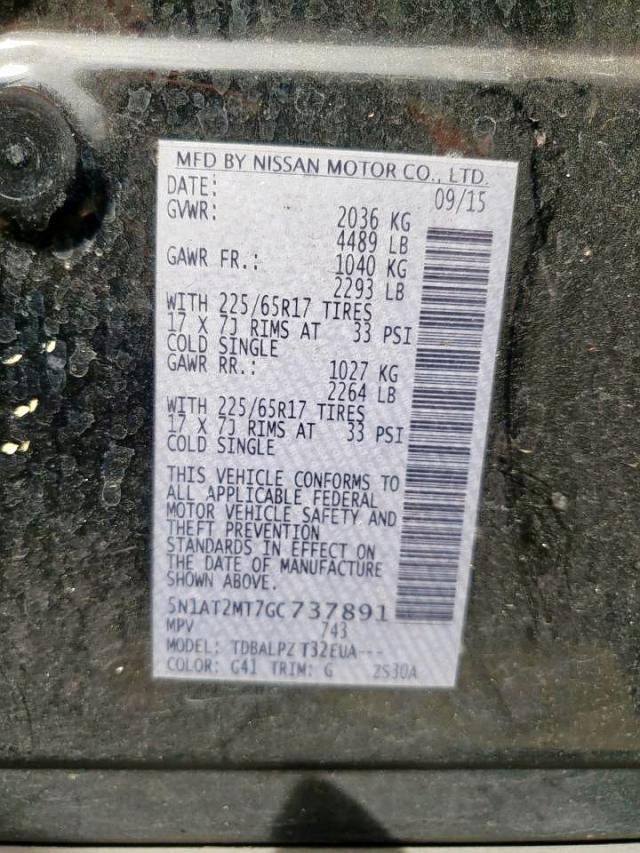 MFD BY NISSAN MOTOR CO., LTD.
DATE: 09/15
GVWR: 2036 KG
4489 LB
GAWR FR.: 1040 KG
2293 LB
WITH 225/65R17 TIRES
17 X 7J RIMS AT 33 PSI
COLD SINGLE
GAWR RR.: 1027 KG
2264 LB
WITH 225/65R17 TIRES
17 X 7J RIMS AT 33 PSI
COLD SINGLE
THIS VEHICLE CONFORMS TO
ALL APPLICABLE FEDERAL
MOTOR VEHICLE SAFETY AND
THEFT PREVENTION
STANDARDS IN EFFECT ON
THE DATE OF MANUFACTURE
SHOWN ABOVE.
5N1AT2MT7GC737891
MPV 743
MODEL: TDBALPZ T32EUA---
COLOR: G41 TRIM: G 2S30A